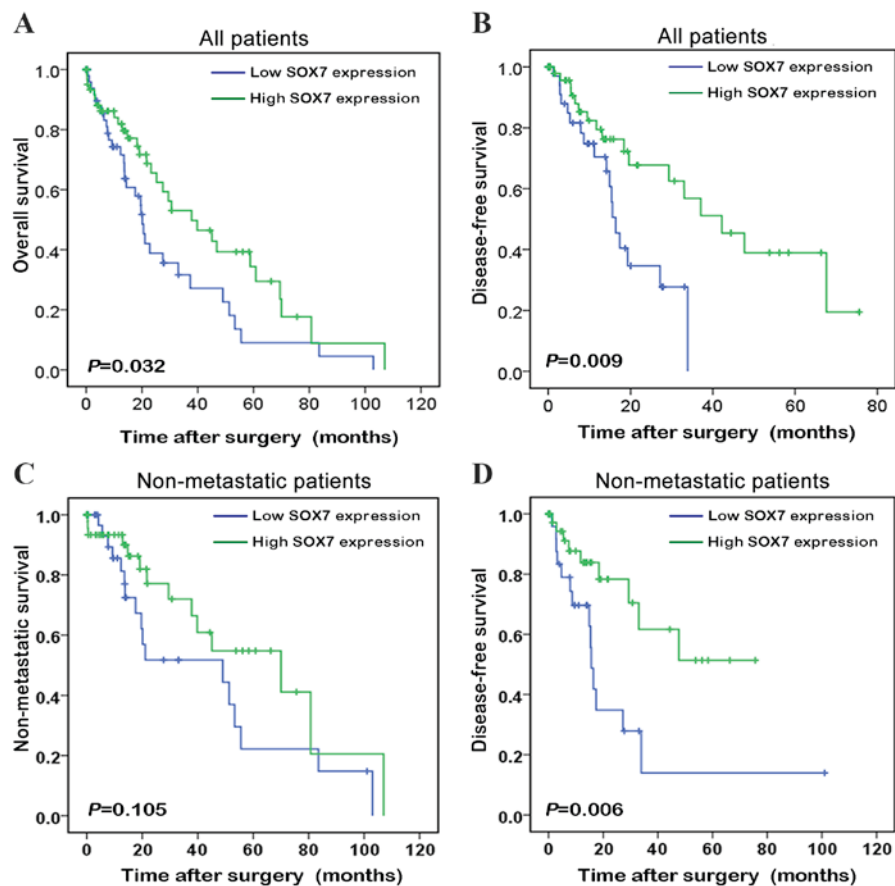 A
All patients
Low SOX7 expression
High SOX7 expression
Overall survival
1.0
0.8
0.6
0.4
0.2
0.0
P=0.032
0 20 40 60 80 100 120
Time after surgery (months)
B
All patients
Low SOX7 expression
High SOX7 expression
Disease-free survival
1.0
0.8
0.6
0.4
0.2
0.0
P=0.009
0 20 40 60 80
Time after surgery (months)
C
Non-metastatic patients
Low SOX7 expression
High SOX7 expression
Non-metastatic survival
1.0
0.8
0.6
0.4
0.2
0.0
P=0.105
0 20 40 60 80 100 120
Time after surgery (months)
D
Non-metastatic patients
Low SOX7 expression
High SOX7 expression
Disease-free survival
1.0
0.8
0.6
0.4
0.2
0.0
P=0.006
0 20 40 60 80 100 120
Time after surgery (months)